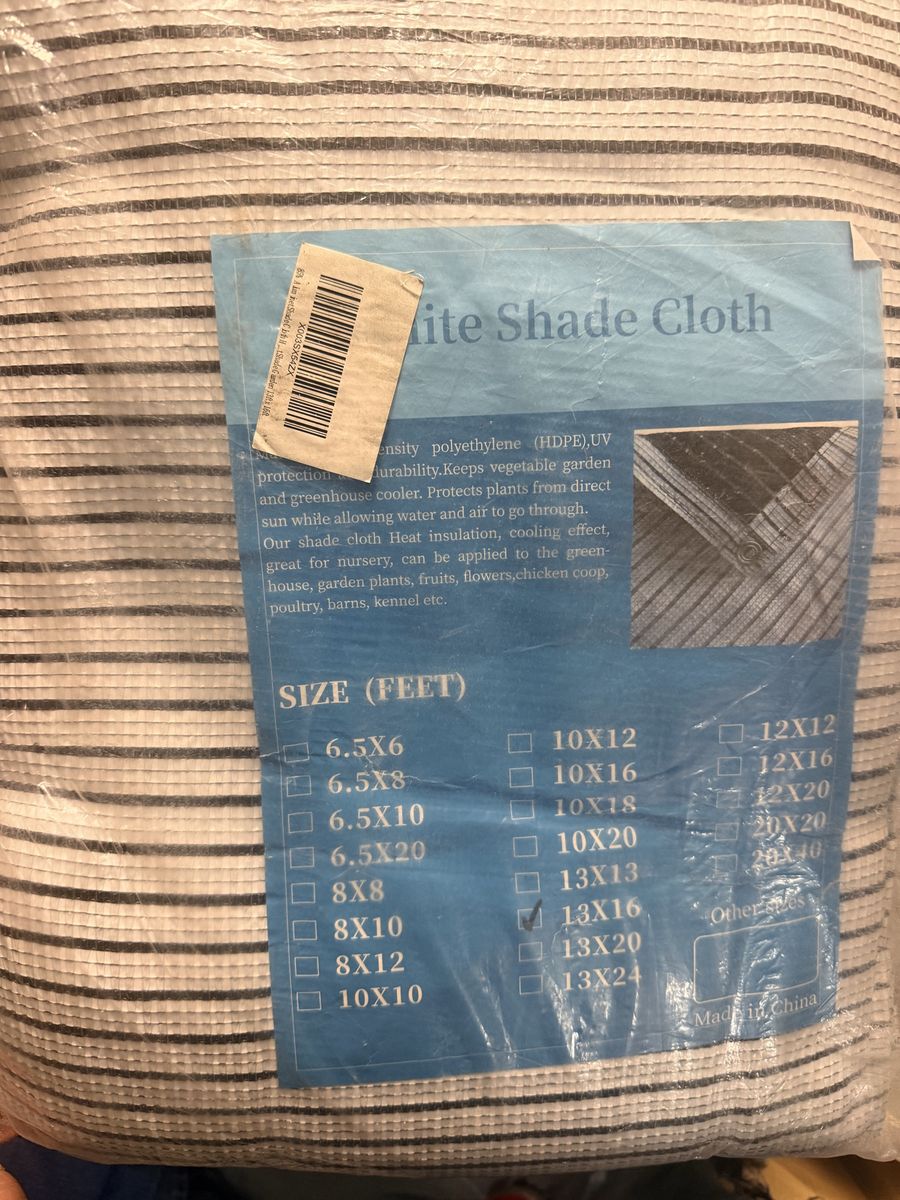 ite Shade Cloth
X003SX54ZX
ensity polyethylene (HDPE),UV
protection durability.Keeps vegetable garden
and greenhouse cooler. Protects plants from direct
sun while allowing water and air to go through.
Our shade cloth Heat insulation, cooling effect,
great for nursery, can be applied to the green-
house, garden plants, fruits, flowers,chicken coop,
poultry, barns, kennel etc.
SIZE (FEET)
6.5X6
6.5X8
6.5X10
6.5X20
8X8
8X10
8X12
10X10
10X12
10X16
10X18
10X20
13X13
✓ 13X16
13X20
13X24
12X12
12X16
12X20
20X20
20X40
Other sizes
Made in China